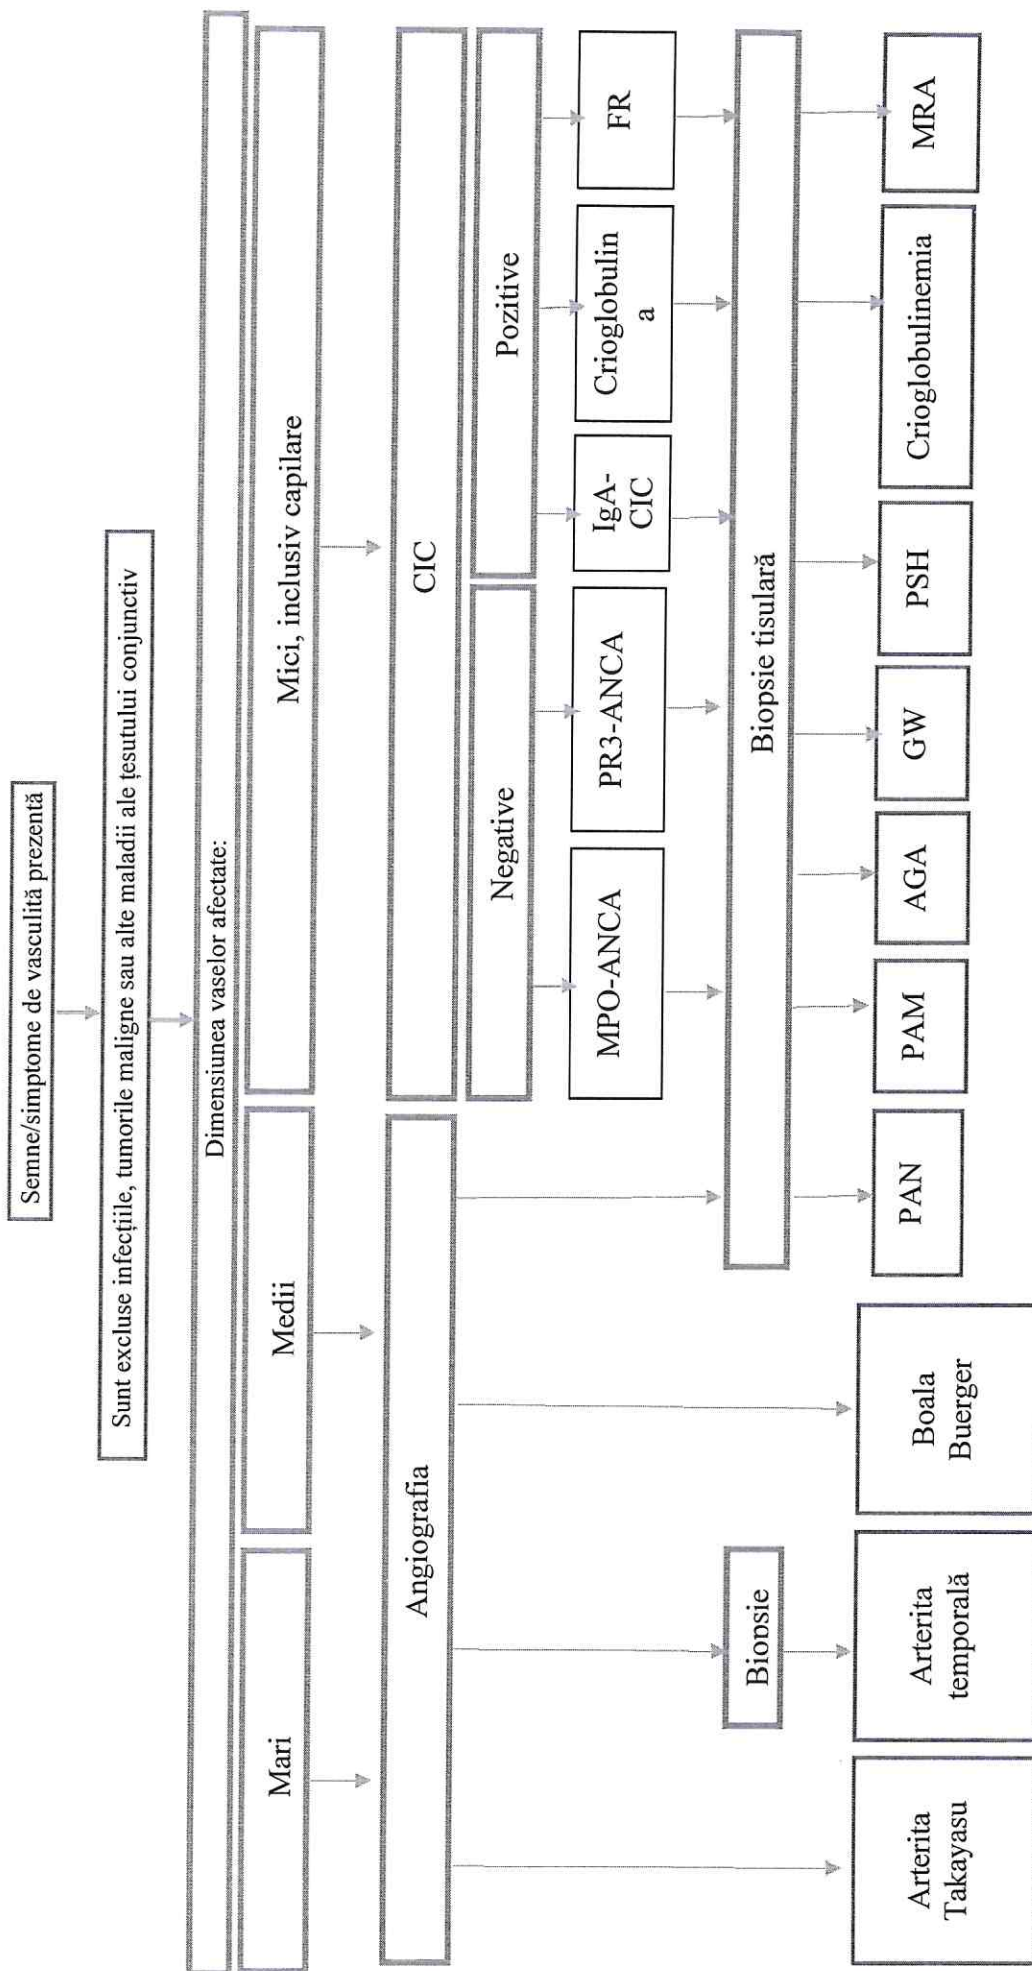 Semne/simptome de vasculită prezentă
Sunt excluse infecțiile, tumorile maligne sau alte maladii ale țesutului conjunctiv
Dimensiunea vaselor afectate:
Mari
Medii
Mici, inclusiv capilare
Angiografia
CIC
Negative
Pozitive
MPO-ANCA
PR3-ANCA
IgA-
CIC
Crioglobulin
a
FR
Biopsie
Biopsie tisulară
Arterita
Takayasu
Arterita
temporală
Boala
Buerger
PAN
PAM
AGA
GW
PSH
Crioglobulinemia
MRA